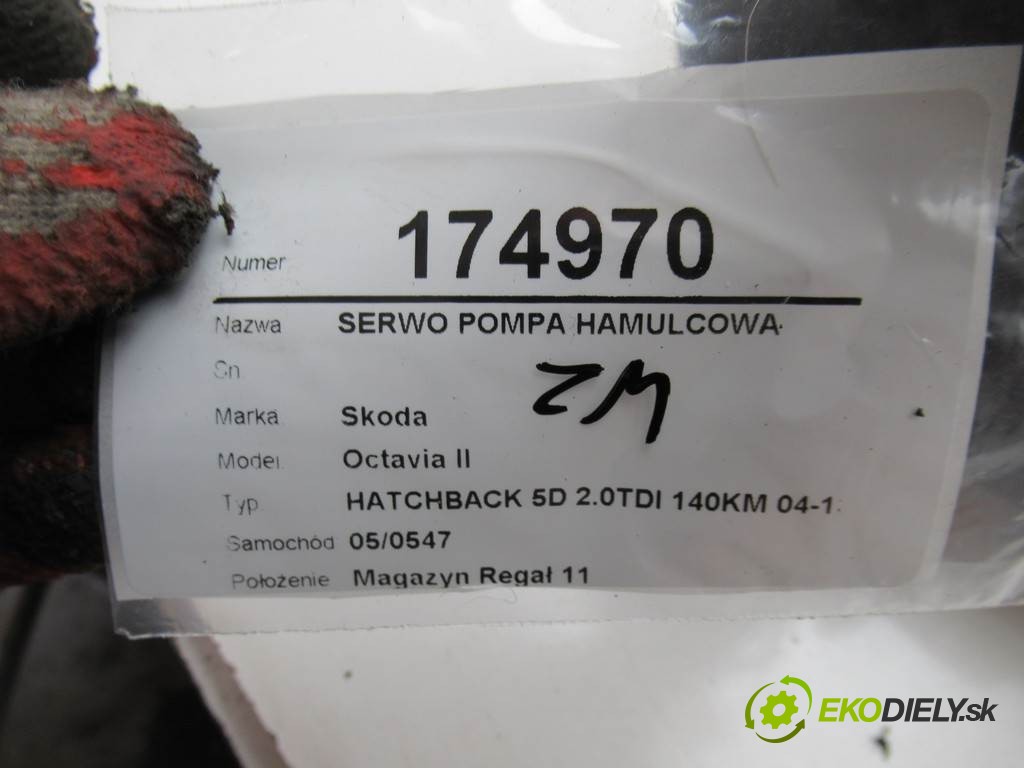 Numer 174970
Nazwa SERWO POMPA HAMULCOWA
Sn
Marka Skoda
ZM
Model Octavia II
Typ HATCHBACK 5D 2.0TDI 140KM 04-1
Samochód 05/0547
Położenie Magazyn Regał 11
EKODIELY.sk